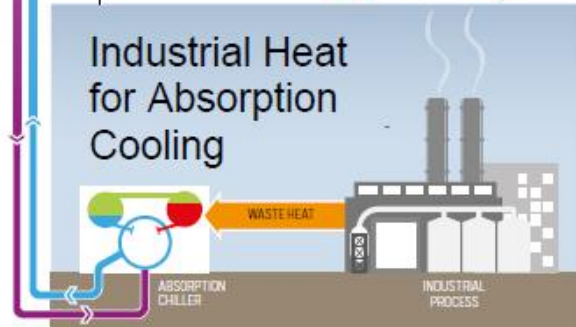 Industrial Heat
for Absorption
Cooling
WASTE HEAT
ABSORPTION
CHILLER
INDUSTRIAL
PROCESS